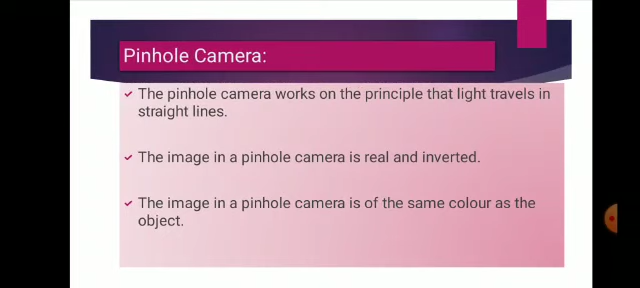 Pinhole Camera:
✓ The pinhole camera works on the principle that light travels in
straight lines.
✓ The image in a pinhole camera is real and inverted.
✓ The image in a pinhole camera is of the same colour as the
object.